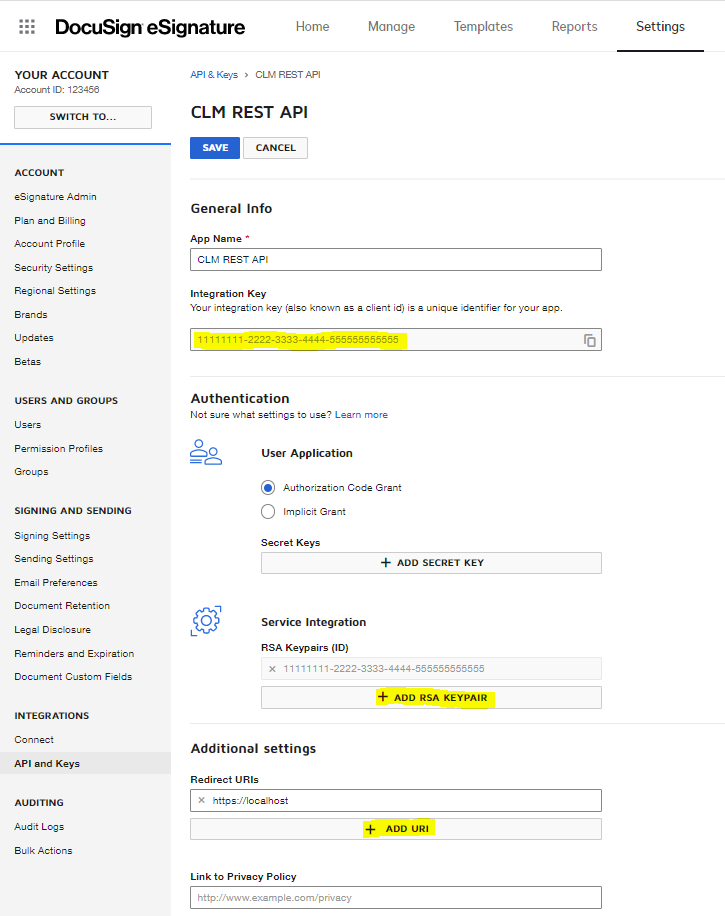 DocuSign eSignature
Home
Manage
Templates
Reports
Settings
YOUR ACCOUNT
Account ID: 123456
SWITCH TO...
ACCOUNT
eSignature Admin
Plan and Billing
Account Profile
Security Settings
Regional Settings
Brands
Updates
Betas
USERS AND GROUPS
Users
Permission Profiles
Groups
SIGNING AND SENDING
Signing Settings
Sending Settings
Email Preferences
Document Retention
Legal Disclosure
Reminders and Expiration
Document Custom Fields
INTEGRATIONS
Connect
API and Keys
AUDITING
Audit Logs
Bulk Actions
API & Keys > CLM REST API
CLM REST API
SAVE
CANCEL
General Info
App Name *
CLM REST API
Integration Key
Your integration key (also known as a client id) is a unique identifier for your app.
11111111-2222-3333-4444-555555555555
Authentication
Not sure what settings to use? Learn more
User Application
Authorization Code Grant
Implicit Grant
Secret Keys
+ ADD SECRET KEY
Service Integration
RSA Keypairs (ID)
× 11111111-2222-3333-4444-555555555555
+ ADD RSA KEYPAIR
Additional settings
Redirect URIs
× https://localhost
+ ADD URI
Link to Privacy Policy
http://www.example.com/privacy